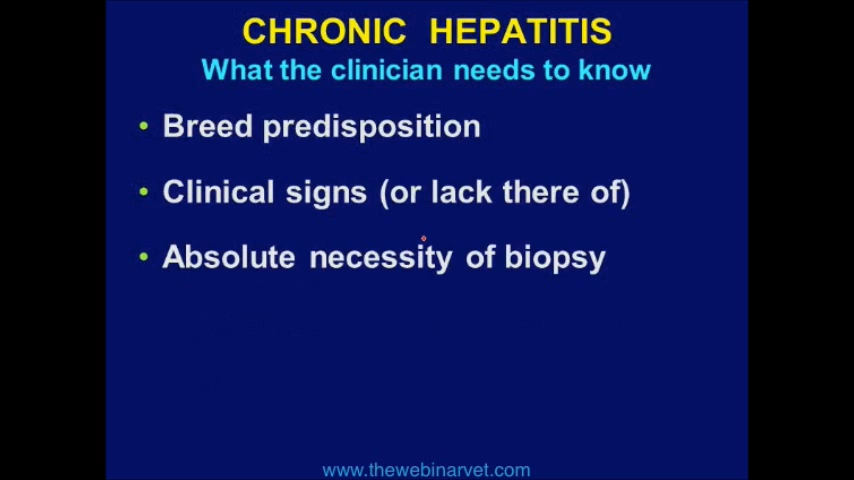 CHRONIC HEPATITIS
What the clinician needs to know
• Breed predisposition
• Clinical signs (or lack there of)
• Absolute necessity of biopsy
www.thewebinarvet.com